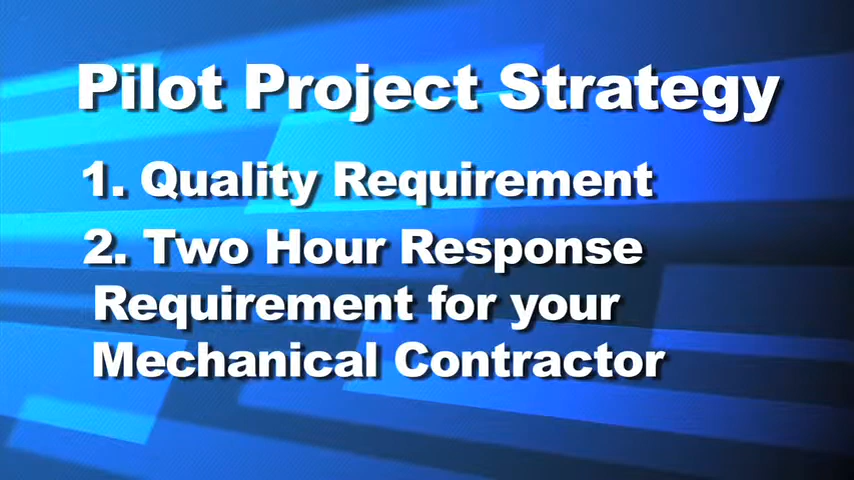 Pilot Project Strategy
1. Quality Requirement
2. Two Hour Response
Requirement for your
Mechanical Contractor